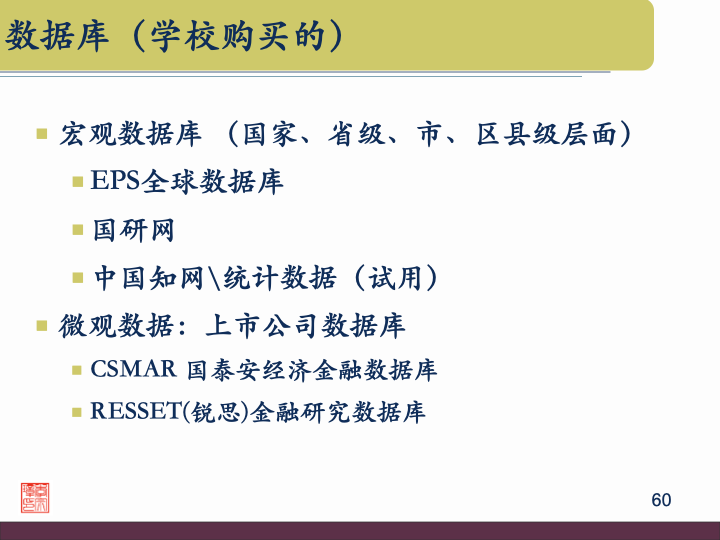 数据库（学校购买的）
宏观数据库 （国家、省级、市、区县级层面）
EPS全球数据库
国研网
中国知网\统计数据（试用）
微观数据：上市公司数据库
CSMAR 国泰安经济金融数据库
RESSET(锐思)金融研究数据库
60